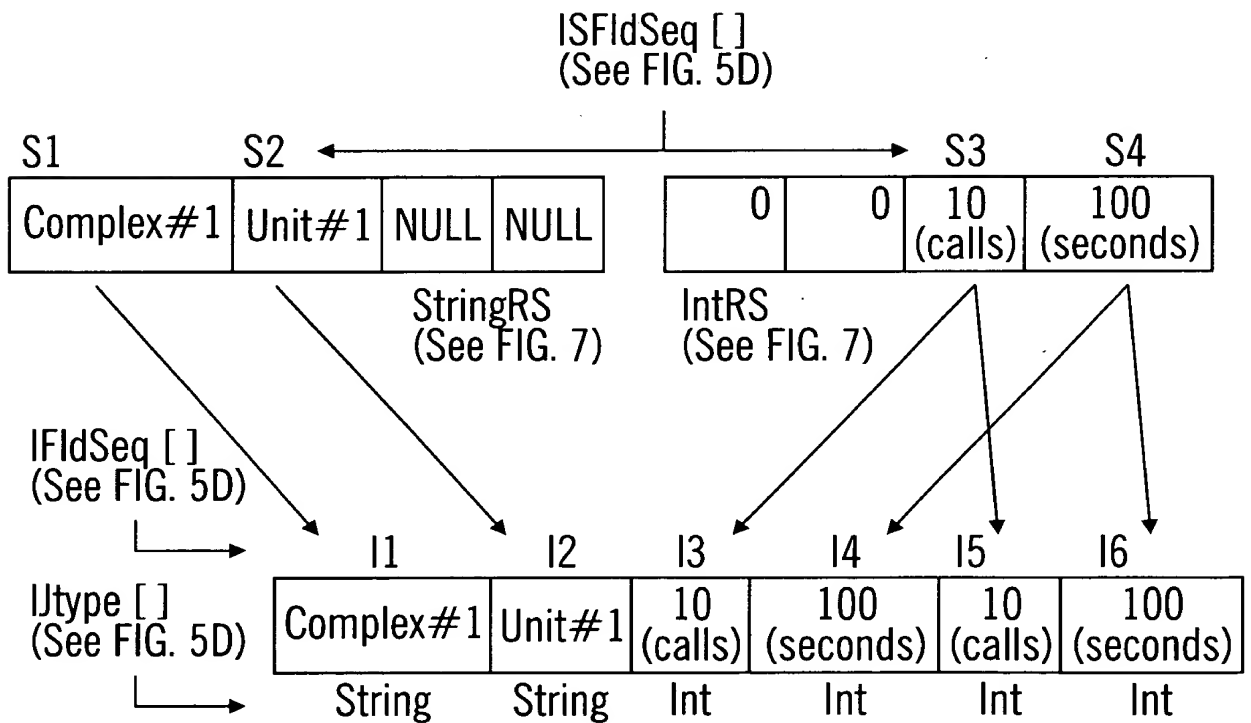 ISFldSeq [ ]
(See FIG. 5D)
S1 S2 S3 S4
Complex#1 Unit#1 NULL NULL 0 0 10 100
(calls) (seconds)
StringRS IntRS
(See FIG. 7) (See FIG. 7)
IFldSeq [ ]
(See FIG. 5D)
I1 I2 I3 I4 I5 I6
IJtype [ ]
(See FIG. 5D)
Complex#1 Unit#1 10 100 10 100
(calls) (seconds) (calls) (seconds)
String String Int Int Int Int